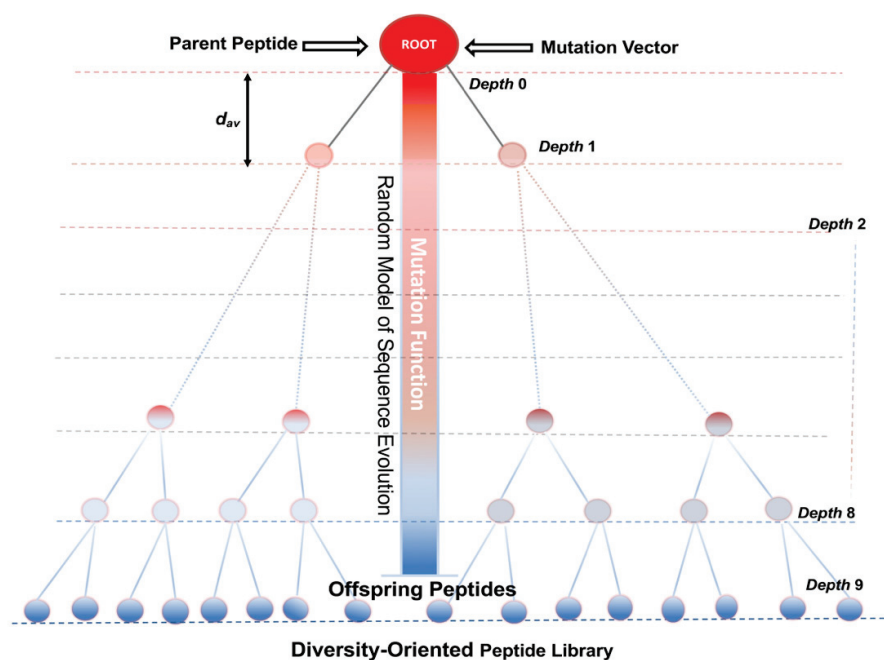 Parent Peptide
ROOT
Mutation Vector
Depth 0
dav
Depth 1
Depth 2
Random Model of Sequence Evolution
Mutation Function
Depth 8
Depth 9
Offspring Peptides
Diversity-Oriented Peptide Library